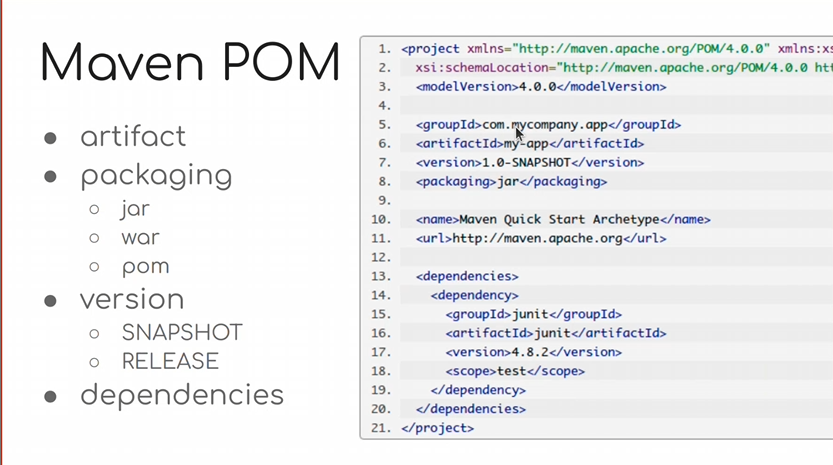 Maven POM
artifact
packaging
jar
war
pom
version
SNAPSHOT
RELEASE
dependencies
1. <project xmlns="http://maven.apache.org/POM/4.0.0" xmlns:xs
2. xsi:schemaLocation="http://maven.apache.org/POM/4.0.0 htt
3. <modelVersion>4.0.0</modelVersion>
4.
5. <groupId>com.mycompany.app</groupId>
6. <artifactId>my-app</artifactId>
7. <version>1.0-SNAPSHOT</version>
8. <packaging>jar</packaging>
9.
10. <name>Maven Quick Start Archetype</name>
11. <url>http://maven.apache.org</url>
12.
13. <dependencies>
14. <dependency>
15. <groupId>junit</groupId>
16. <artifactId>junit</artifactId>
17. <version>4.8.2</version>
18. <scope>test</scope>
19. </dependency>
20. </dependencies>
21. </project>